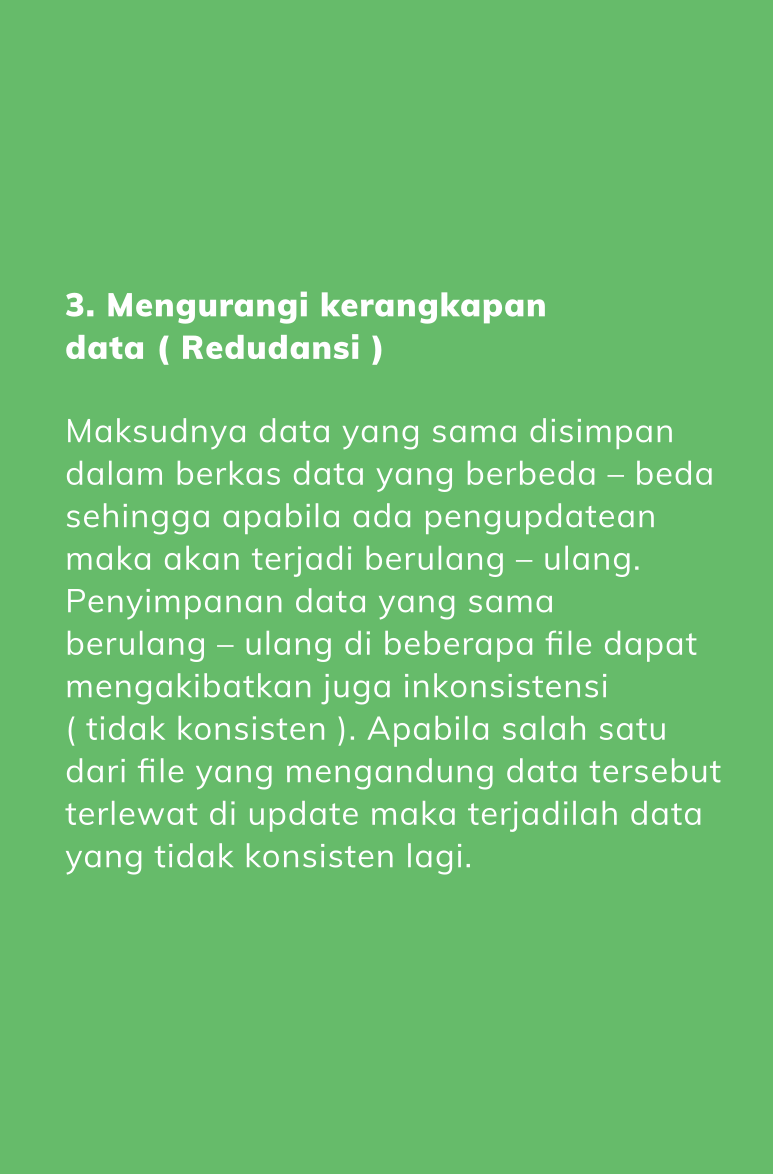 3. Mengurangi kerangkapan
data ( Redudansi )
Maksudnya data yang sama disimpan
dalam berkas data yang berbeda – beda
sehingga apabila ada pengupdatean
maka akan terjadi berulang – ulang.
Penyimpanan data yang sama
berulang – ulang di beberapa file dapat
mengakibatkan juga inkonsistensi
( tidak konsisten ). Apabila salah satu
dari file yang mengandung data tersebut
terlewat di update maka terjadilah data
yang tidak konsisten lagi.